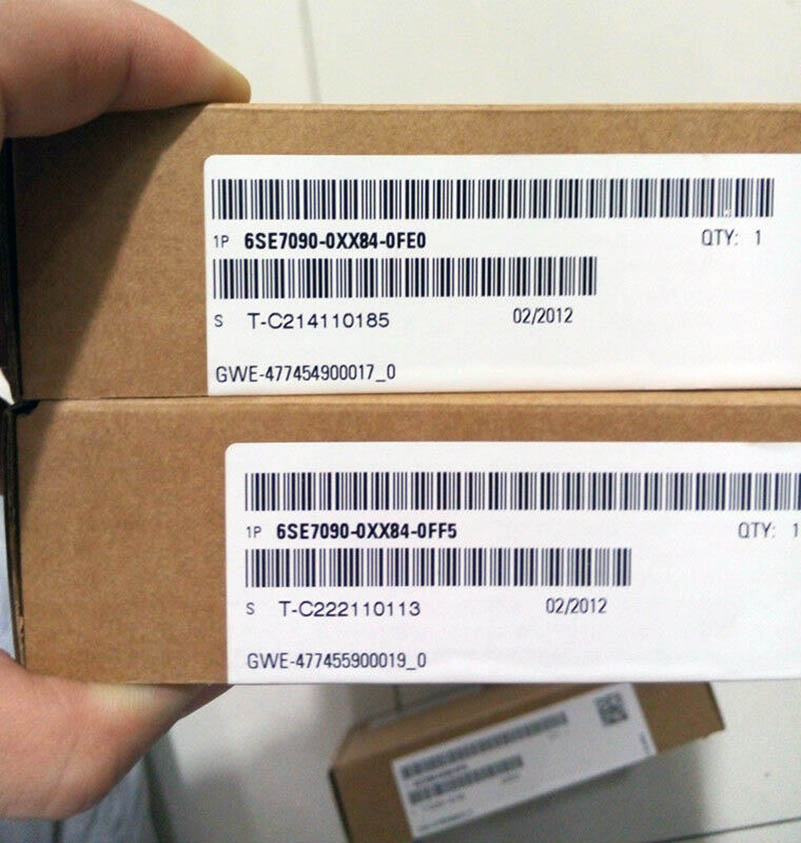 1P 6SE7090-0XX84-0FE0 QTY: 1
S T-C214110185 02/2012
GWE-477454900017_0
1P 6SE7090-0XX84-0FF5 QTY: 1
S T-C222110113 02/2012
GWE-477455900019_0